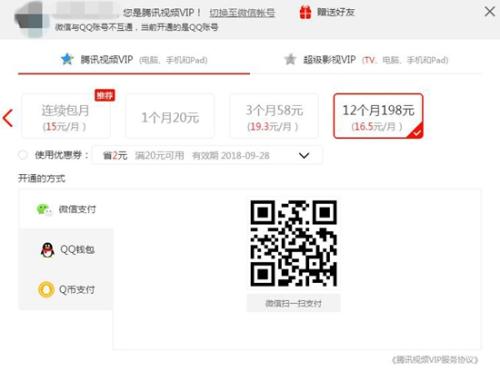 您是腾讯视频VIP！ 切换至微信帐号 赠送好友
微信与QQ账号不互通，当前开通的是QQ账号
腾讯视频VIP （电脑、手机和Pad） 超级影视VIP （TV、电脑、手机和Pad）
推荐
连续包月 1个月20元 3个月58元 12个月198元
（15元/月） （19.3元/月） （16.5元/月）
使用优惠券： 省2元 满20元可用 有效期 2018-09-28
开通的方式
微信支付
QQ钱包
Q币支付
微信扫一扫支付
《腾讯视频VIP服务协议》